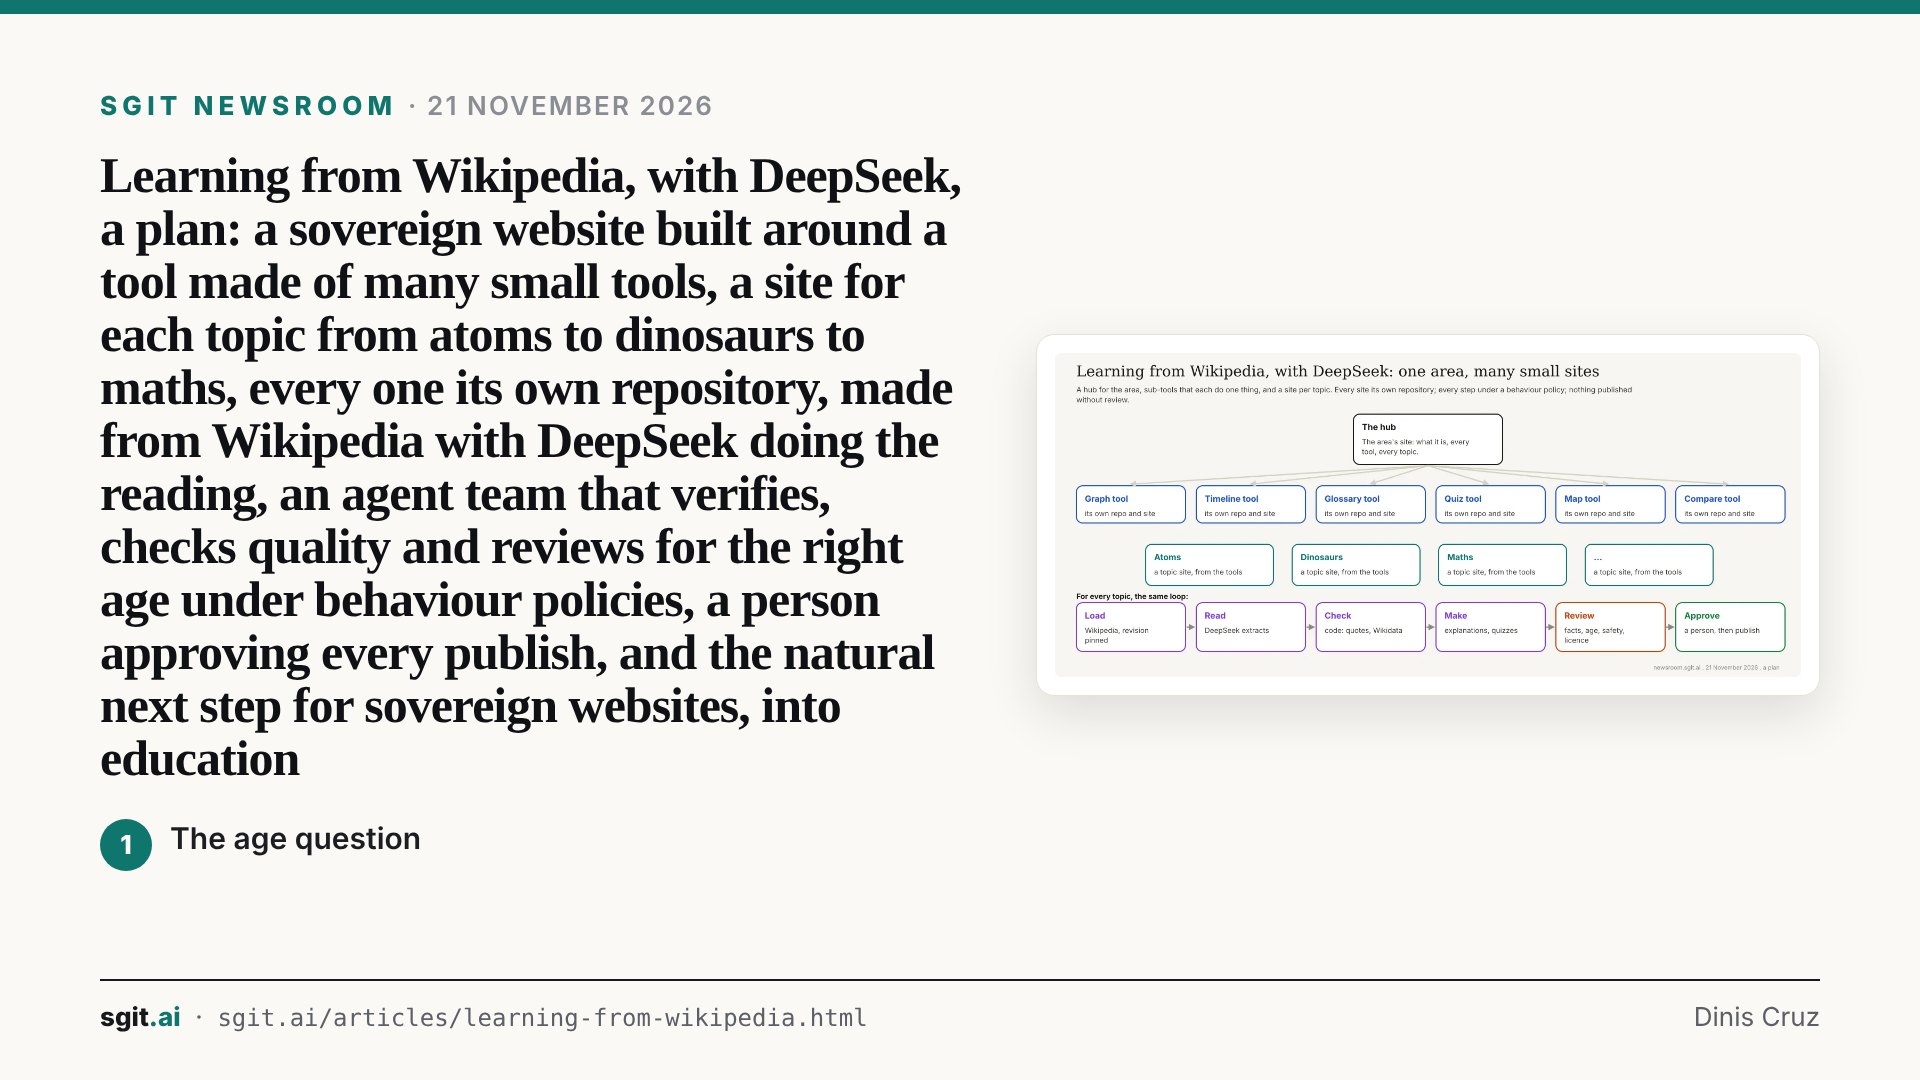 SGIT NEWSROOM · 21 NOVEMBER 2026
Learning from Wikipedia, with DeepSeek,
a plan: a sovereign website built around a
tool made of many small tools, a site for
each topic from atoms to dinosaurs to
maths, every one its own repository, made
from Wikipedia with DeepSeek doing the
reading, an agent team that verifies,
checks quality and reviews for the right
age under behaviour policies, a person
approving every publish, and the natural
next step for sovereign websites, into
education
1 The age question
Learning from Wikipedia, with DeepSeek: one area, many small sites
A hub for the area, sub-tools that each do one thing, and a site per topic. Every site its own repository; every step under a behaviour policy; nothing published
without review.
The hub
The area's site: what it is, every
tool, every topic.
Graph tool
its own repo and site
Timeline tool
its own repo and site
Glossary tool
its own repo and site
Quiz tool
its own repo and site
Map tool
its own repo and site
Compare tool
its own repo and site
Atoms
a topic site, from the tools
Dinosaurs
a topic site, from the tools
Maths
a topic site, from the tools
...
a topic site, from the tools
For every topic, the same loop:
Load
Wikipedia, revision
pinned
Read
DeepSeek extracts
Check
code: quotes, Wikidata
Make
explanations, quizzes
Review
facts, age, safety,
licence
Approve
a person, then publish
newsroom.sgit.ai · 21 November 2026 · a plan
sgit.ai · sgit.ai/articles/learning-from-wikipedia.html
Dinis Cruz